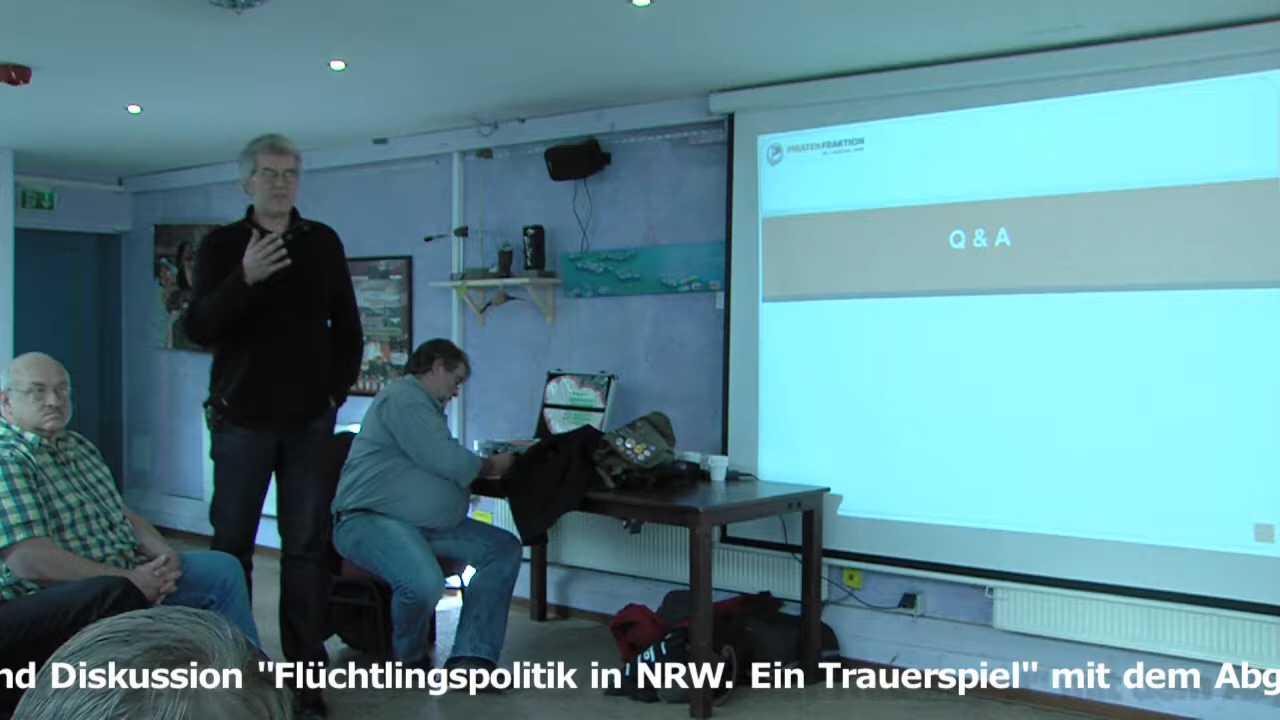 PIRATENFRAKTION
Q & A
nd Diskussion "Flüchtlingspolitik in NRW. Ein Trauerspiel" mit dem Abg